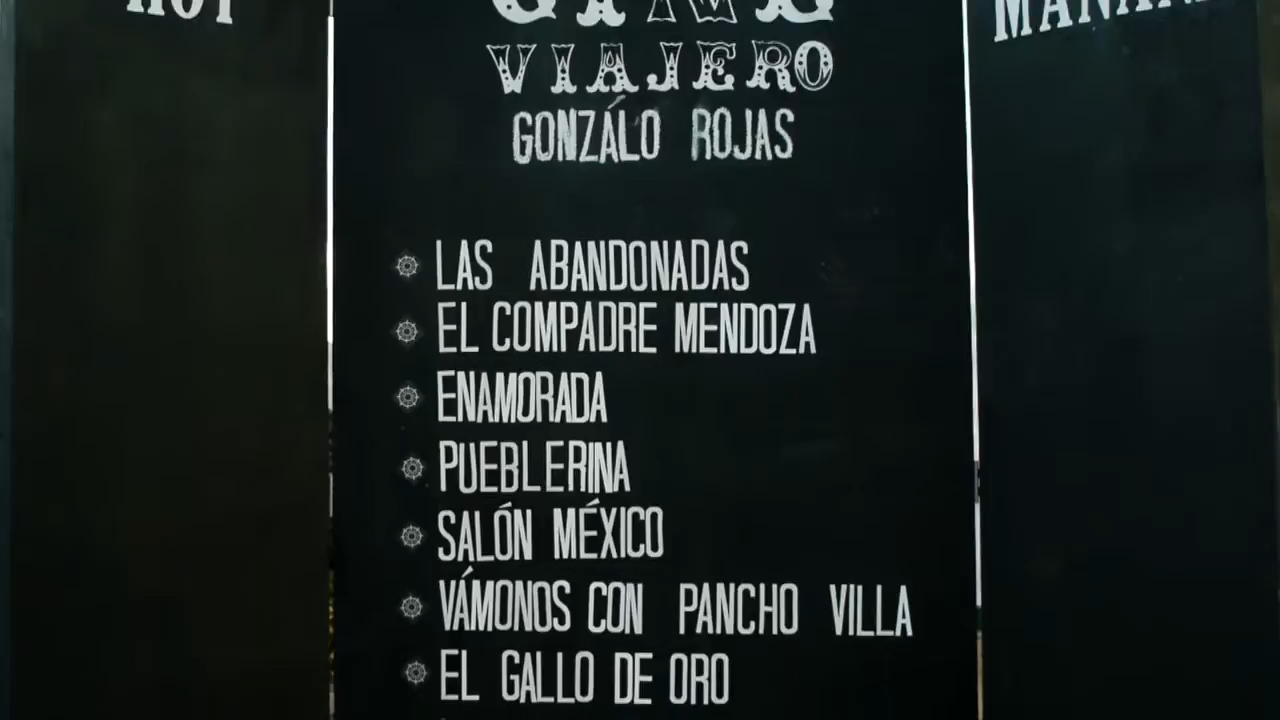 HOY
CINE
MAÑANA
VIAJERO
GONZÁLO ROJAS
LAS ABANDONADAS
EL COMPADRE MENDOZA
ENAMORADA
PUEBLERINA
SALÓN MÉXICO
VÁMONOS CON PANCHO VILLA
EL GALLO DE ORO